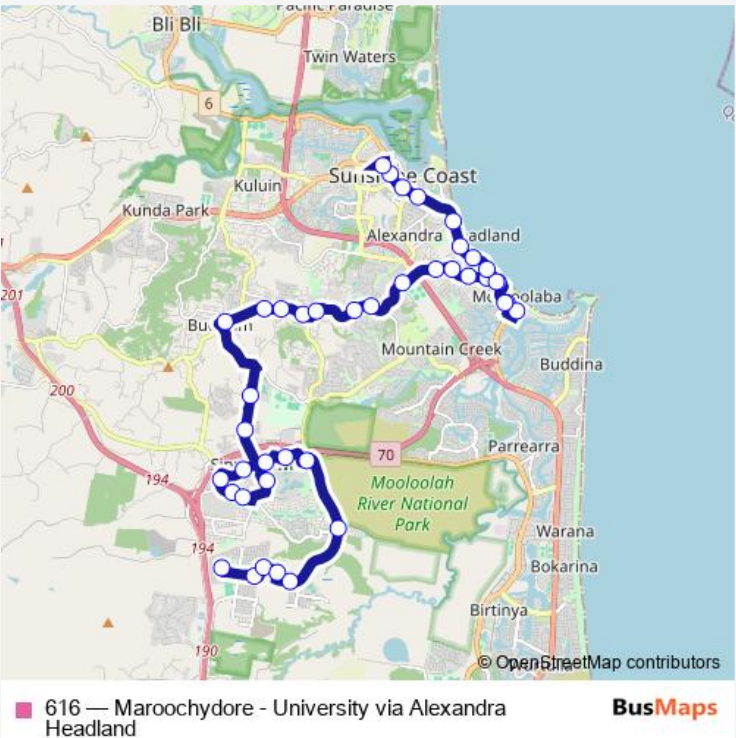 Pacific Paradise
Bli Bli
Twin Waters
6
Sunshine Coast
Kuluin
Kunda Park
Alexandra Headland
201
Mooloolaba
Buderim
Mountain Creek
Buddina
200
Parrearra
70
194
Mooloolah
River National
Park
Warana
194
Bokarina
Birtinya
190
© OpenStreetMap contributors
616 — Maroochydore - University via Alexandra
Headland
BusMaps